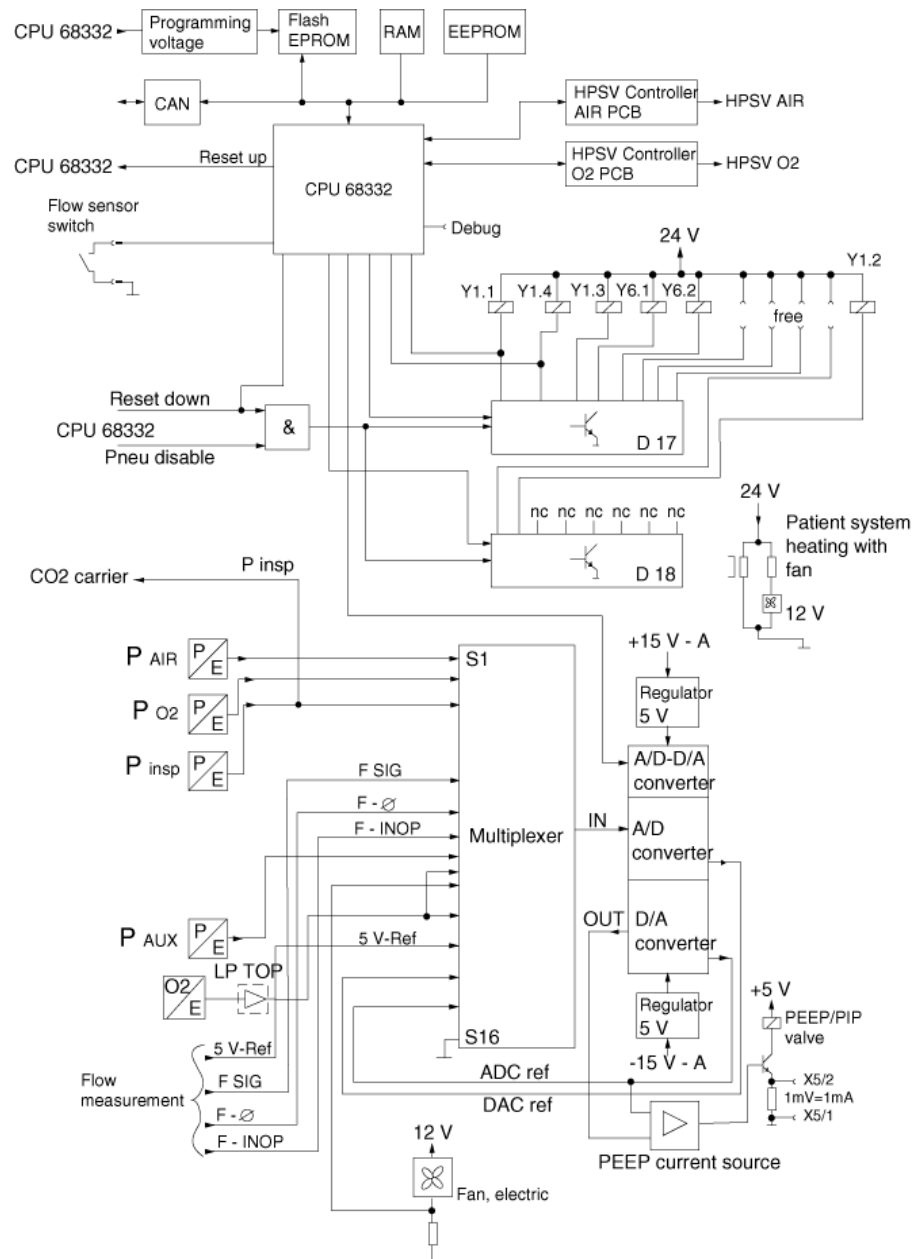 CPU 68332
Programming
voltage
Flash
EPROM
RAM
EEPROM
CAN
HPSV Controller
AIR PCB
HPSV AIR
CPU 68332
Reset up
CPU 68332
HPSV Controller
O2 PCB
HPSV O2
Flow sensor
switch
Debug
24 V
Y1.1
Y1.4
Y1.3
Y6.1
Y6.2
Y1.2
free
Reset down
CPU 68332
Pneu disable
&
D 17
nc nc nc nc nc nc
D 18
24 V
Patient system
heating with
fan
12 V
CO2 carrier
P insp
P AIR
P
E
P O2
P
E
P insp
P
E
S1
+15 V - A
Regulator
5 V
A/D-D/A
converter
F SIG
F - Ø
F - INOP
Multiplexer
IN
A/D
converter
P AUX
P
E
5 V-Ref
OUT
D/A
converter
O2
E
LP TOP
Regulator
5 V
-15 V - A
S16
+5 V
PEEP/PIP
valve
Flow
measurement
5 V-Ref
F SIG
F - Ø
F - INOP
ADC ref
DAC ref
X5/2
1mV=1mA
X5/1
PEEP current source
12 V
Fan, electric